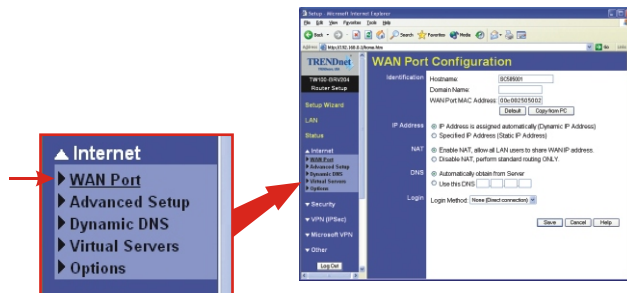 Internet
WAN Port
Advanced Setup
Dynamic DNS
Virtual Servers
Options
Setup - Microsoft Internet Explorer
File Edit View Favorites Tools Help
Back Search Favorites Media
Address Go
TRENDnet
TW100-BRV204
Router Setup
Setup Wizard
LAN
Status
Internet
WAN Port
Advanced Setup
Dynamic DNS
Virtual Servers
Options
Security
VPN (IPSec)
Microsoft VPN
Other
Log Out
WAN Port Configuration
Identification Hostname:
Domain Name:
WAN Port MAC Address: 00c002505002
Default Copy from PC
IP Address IP Address is assigned automatically (Dynamic IP Address)
Specified IP Address (Static IP Address)
NAT Enable NAT, allow all LAN users to share WAN IP address.
Disable NAT, perform standard routing ONLY.
DNS Automatically obtain from Server
Use this DNS
Login Login Method: None (Direct connection)
Save Cancel Help